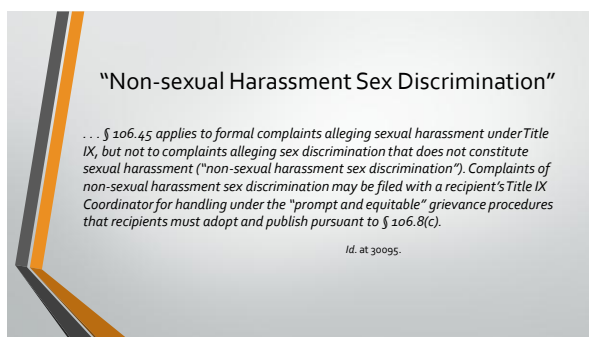 “Non-sexual Harassment Sex Discrimination”
. . . § 106.45 applies to formal complaints alleging sexual harassment under Title
IX, but not to complaints alleging sex discrimination that does not constitute
sexual harassment (“non-sexual harassment sex discrimination”). Complaints of
non-sexual harassment sex discrimination may be filed with a recipient’s Title IX
Coordinator for handling under the “prompt and equitable” grievance procedures
that recipients must adopt and publish pursuant to § 106.8(c).
Id. at 30095.